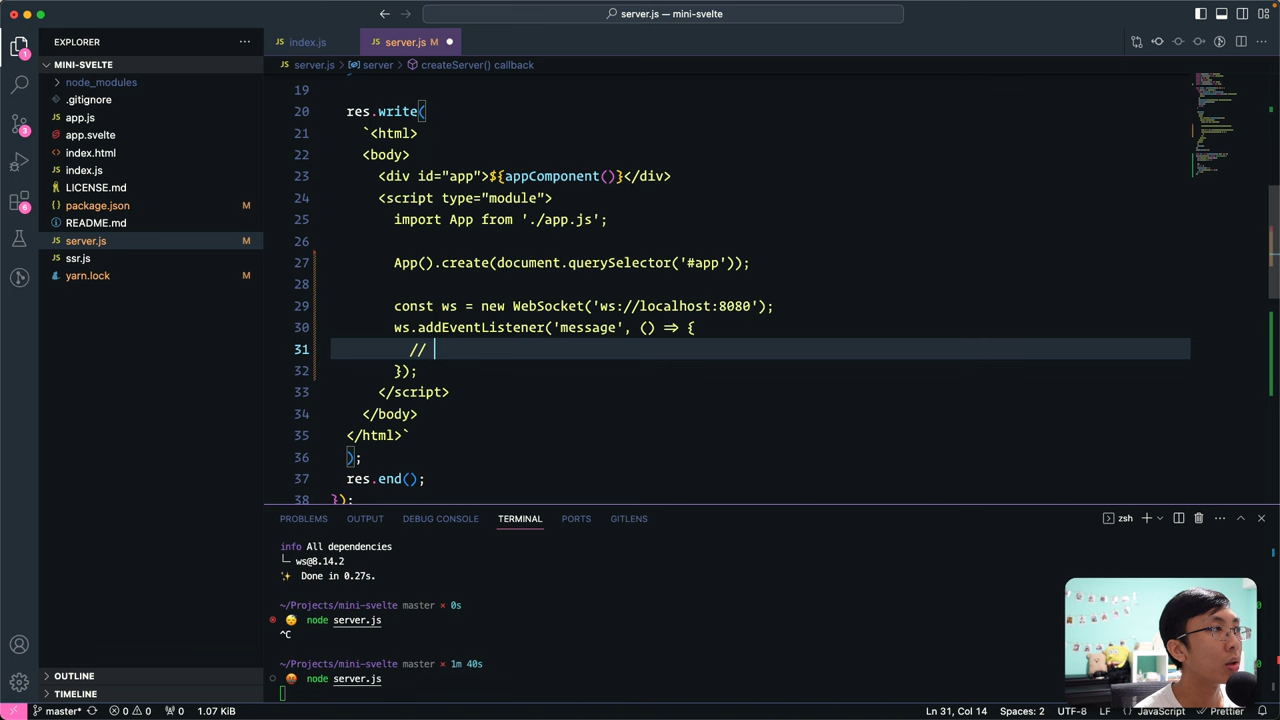 server.js — mini-svelte
EXPLORER
index.js
server.js M
MINI-SVELTE
server.js
server
createServer() callback
node_modules
.gitignore
app.js
app.svelte
index.html
index.js
LICENSE.md
package.json M
README.md
server.js M
ssr.js
yarn.lock M
19
20 res.write(
21 `<html>
22 <body>
23 <div id="app">${appComponent()}</div>
24 <script type="module">
25 import App from './app.js';
26
27 App().create(document.querySelector('#app'));
28
29 const ws = new WebSocket('ws://localhost:8080');
30 ws.addEventListener('message', () => {
31 //
32 });
33 </script>
34 </body>
35 </html>`
36 );
37 res.end();
38 });
PROBLEMS OUTPUT DEBUG CONSOLE TERMINAL PORTS GITLENS
zsh
info All dependencies
└─ ws@8.14.2
✨ Done in 0.27s.
~/Projects/mini-svelte master × 0s
😴 node server.js
^C
~/Projects/mini-svelte master × 1m 40s
🤬 node server.js
OUTLINE
TIMELINE
1
3
6
master* 0 0 0 1.07 KiB
Ln 31, Col 14 Spaces: 2 UTF-8 LF {} JavaScript Prettier